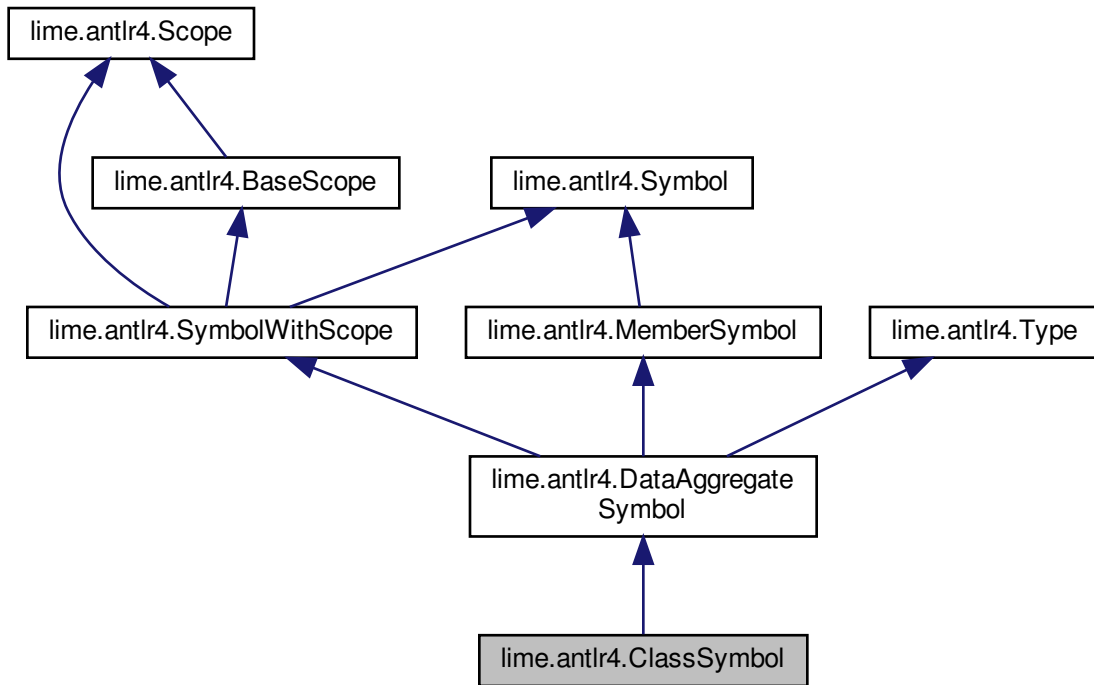 lime.antlr4.Scope
lime.antlr4.BaseScope
lime.antlr4.Symbol
lime.antlr4.SymbolWithScope
lime.antlr4.MemberSymbol
lime.antlr4.Type
lime.antlr4.DataAggregate
Symbol
lime.antlr4.ClassSymbol